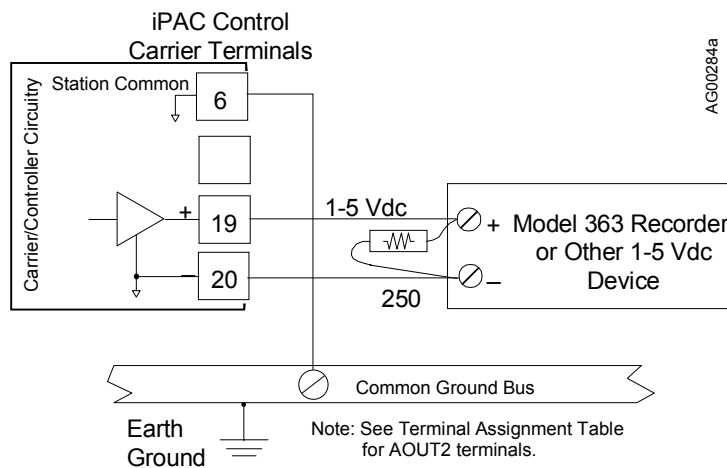 iPAC Control
Carrier Terminals
AG00284a
Carrier/Controller Circuitry
Station Common
6
+
19
1-5 Vdc
+
Model 363 Recorder
or Other 1-5 Vdc
Device
–
20
250
–
Common Ground Bus
Earth
Ground
Note: See Terminal Assignment Table
for AOUT2 terminals.